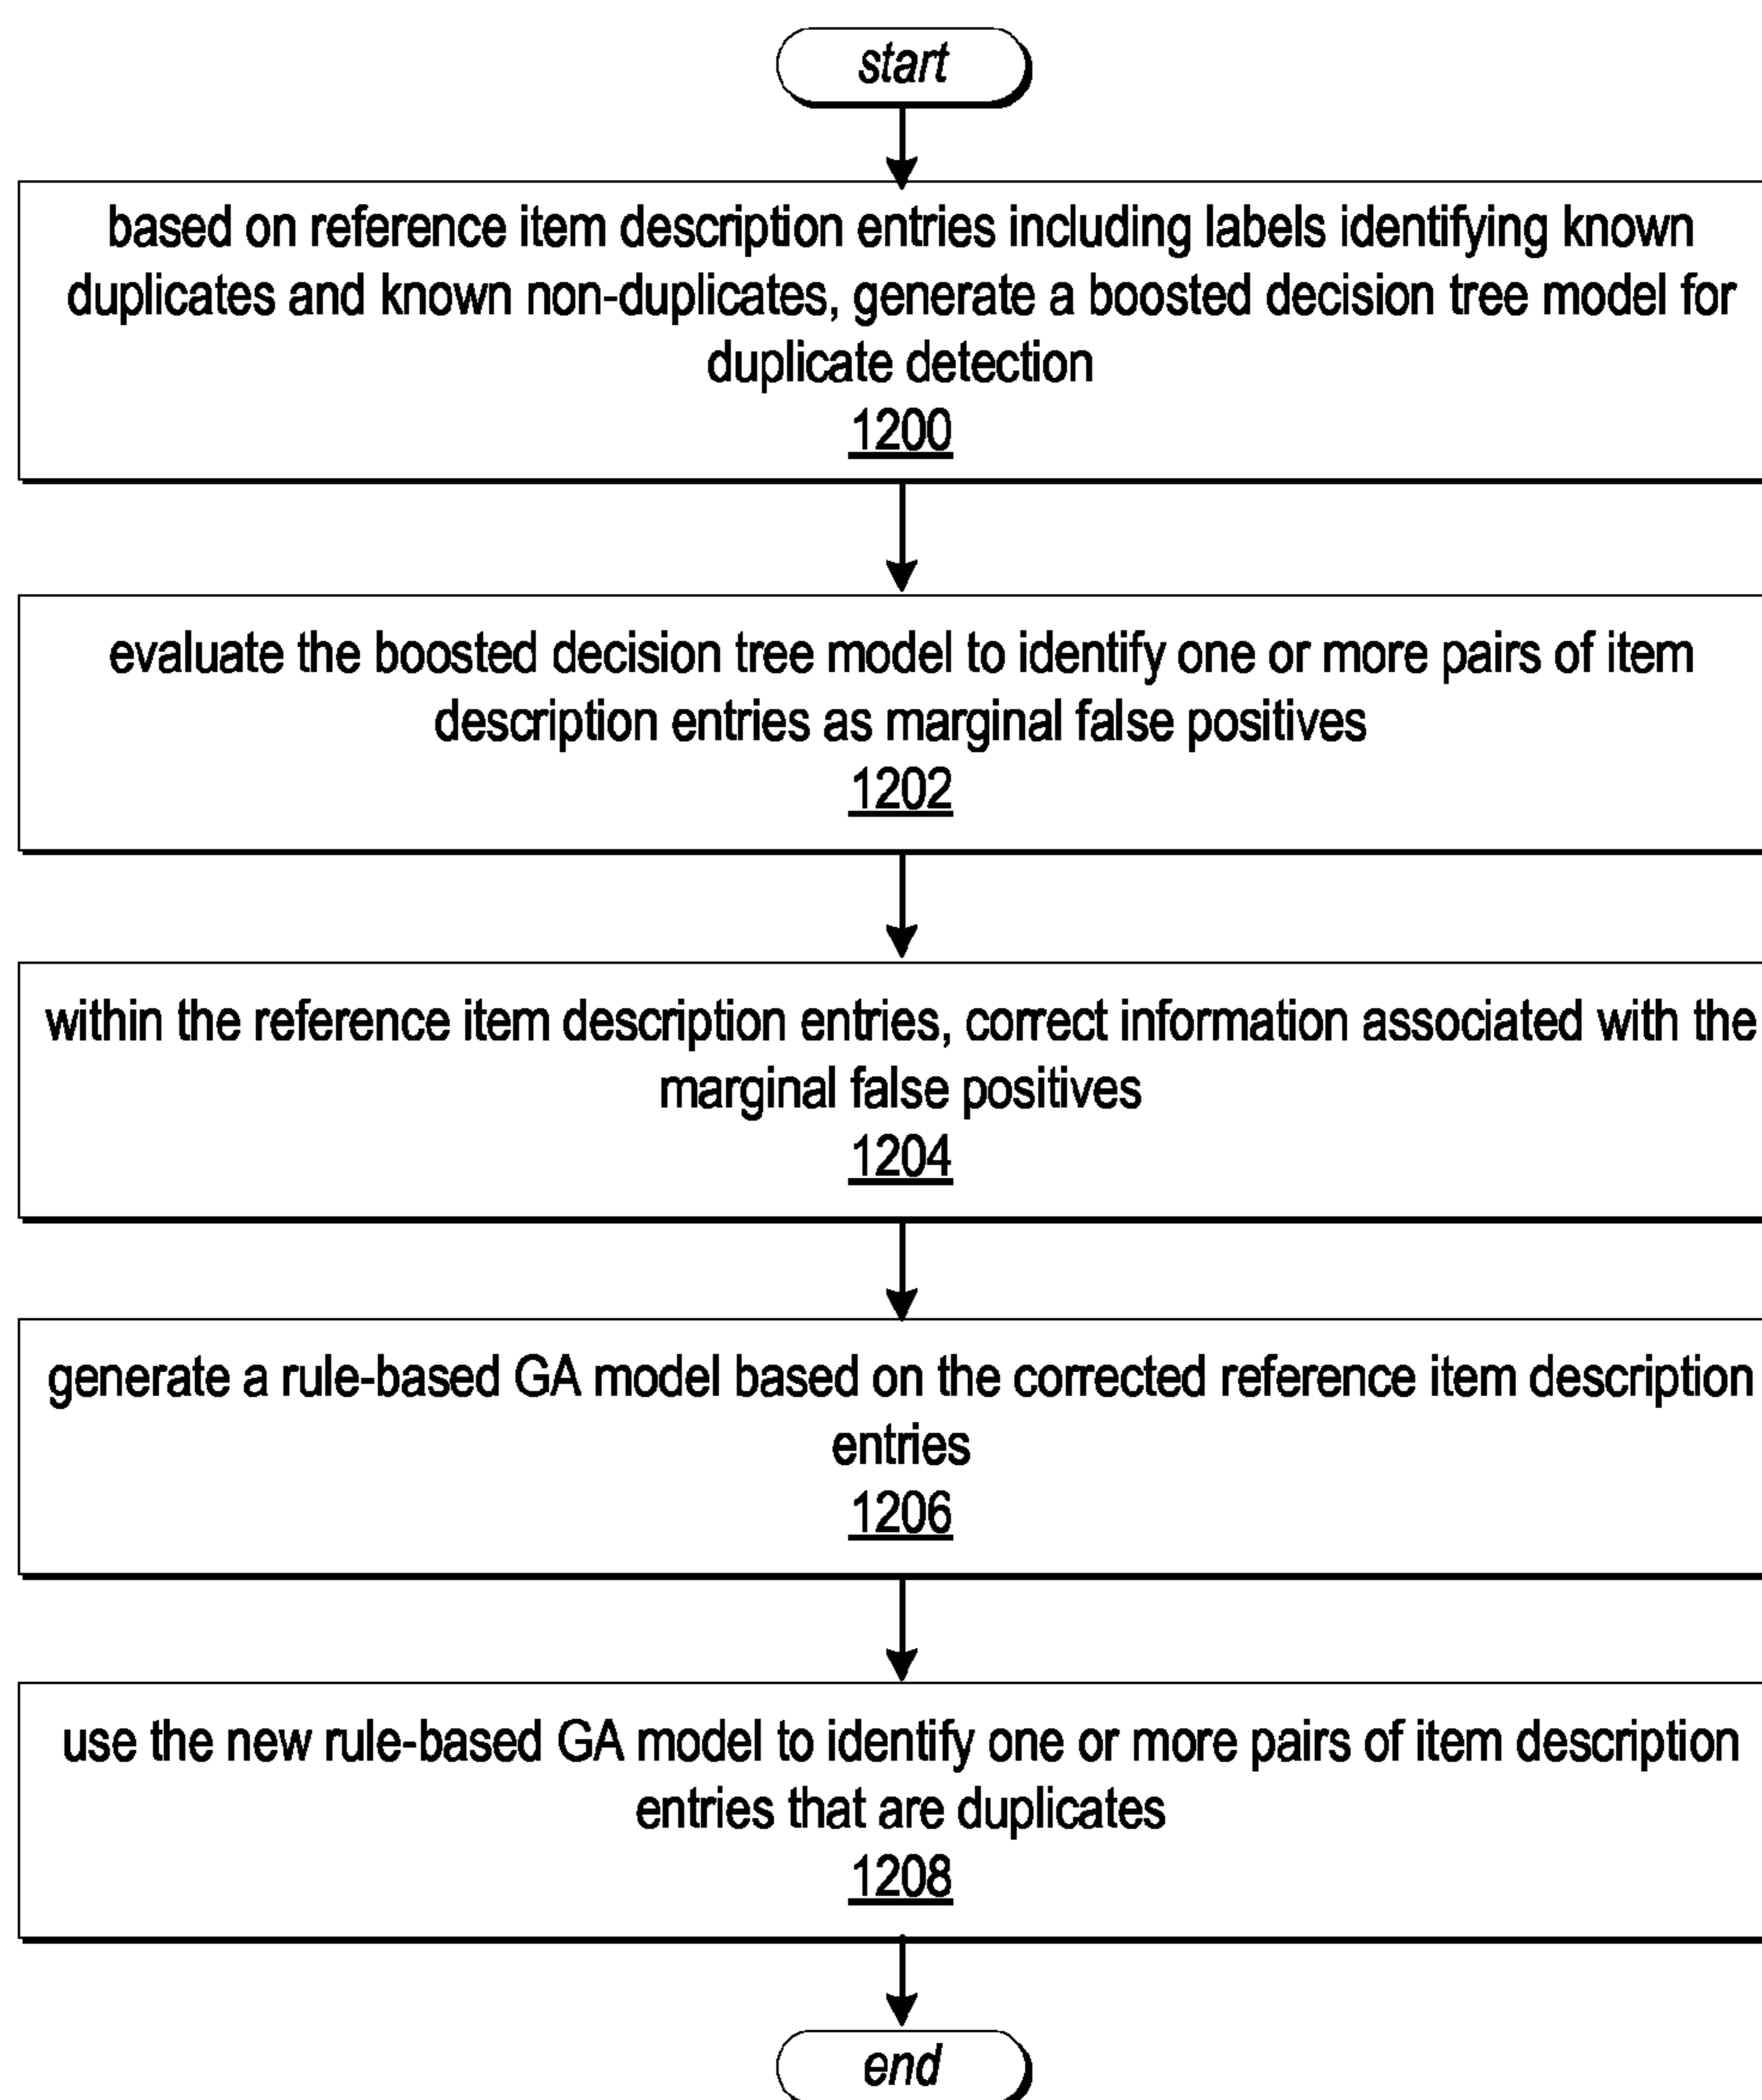 start
based on reference item description entries including labels identifying known
duplicates and known non-duplicates, generate a boosted decision tree model for
duplicate detection
1200
evaluate the boosted decision tree model to identify one or more pairs of item
description entries as marginal false positives
1202
within the reference item description entries, correct information associated with the
marginal false positives
1204
generate a rule-based GA model based on the corrected reference item description
entries
1206
use the new rule-based GA model to identify one or more pairs of item description
entries that are duplicates
1208
end